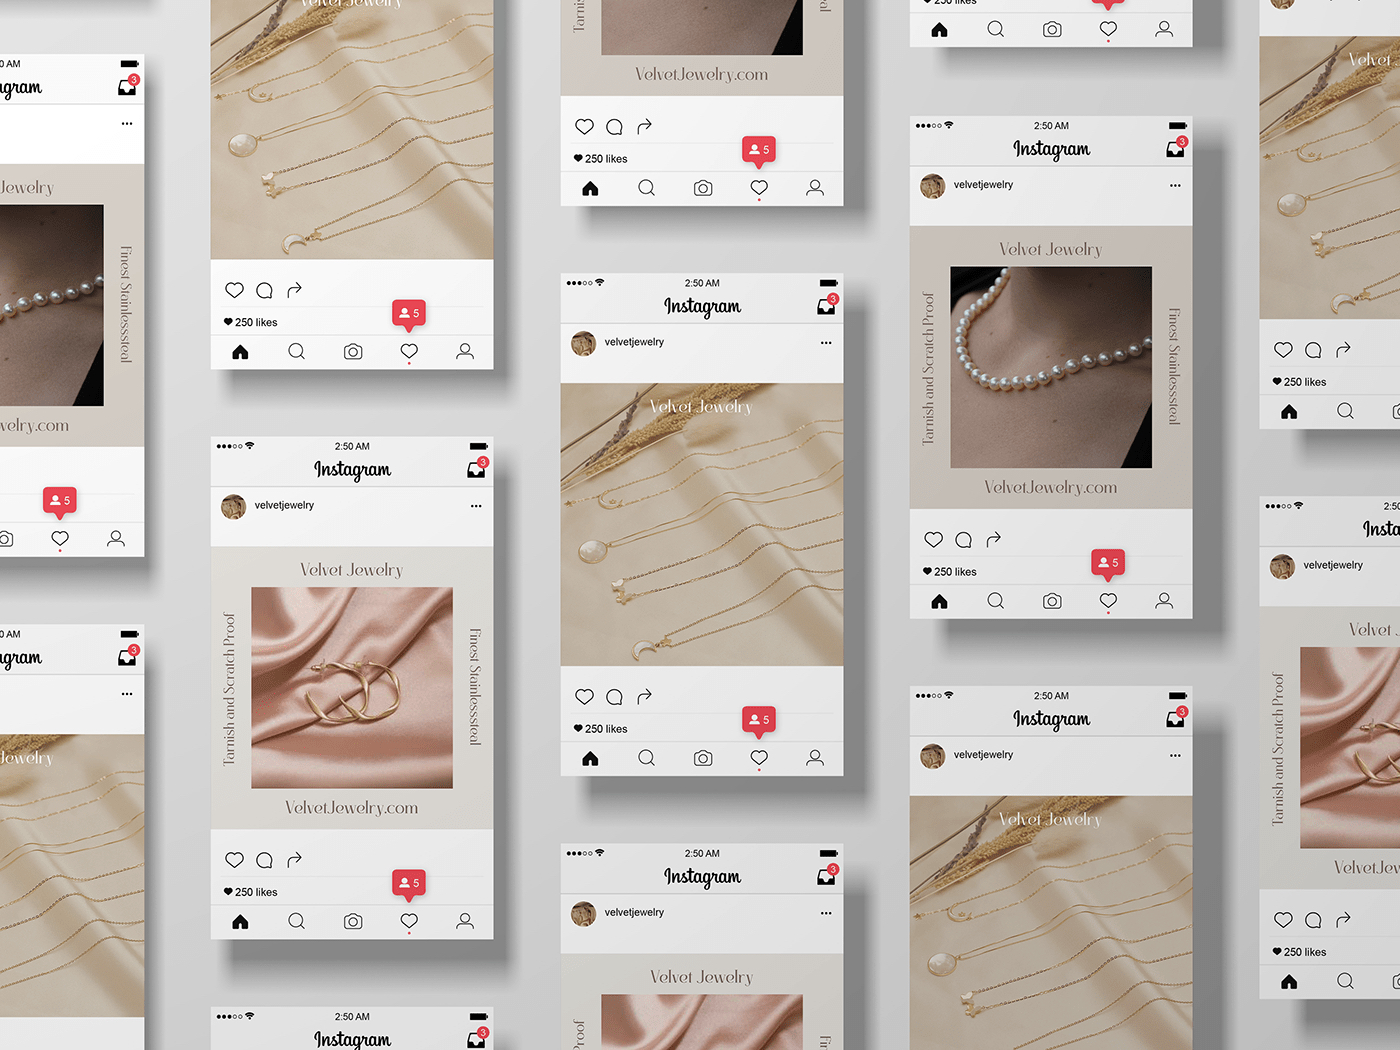 0 AM
3
agram
Jewelry
Finest Stainlesssteal
velry.com
5
0 AM
3
agram
Jewelry
Velvet Jewelry
250 likes
5
2:50 AM
Instagram
3
velvetjewelry
Velvet Jewelry
Tarnish and Scratch Proof
Finest Stainlesssteal
VelvetJewelry.com
250 likes
5
2:50 AM
Instagram
3
Tarnis
VelvetJewelry.com
250 likes
5
2:50 AM
Instagram
3
velvetjewelry
Velvet Jewelry
250 likes
5
2:50 AM
Instagram
3
velvetjewelry
Velvet Jewelry
250 likes
2:50 AM
Instagram
3
velvetjewelry
Velvet Jewelry
Tarnish and Scratch Proof
Finest Stainlesssteal
VelvetJewelry.com
250 likes
5
2:50 AM
Instagram
3
velvetjewelry
Velvet Jewelry
Velvet J
250 likes
2:50
Insta
velvetjewelry
Velvet J
Tarnish and Scratch Proof
VelvetJew
250 likes